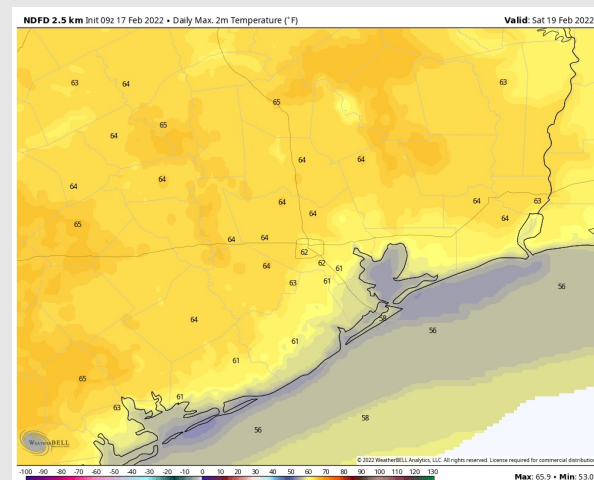 NDFD 2.5 km Init 09z 17 Feb 2022 • Daily Max. 2m Temperature (°F) Valid: Sat 19 Feb 2022
63 64 63
65
65
64
64 64
64 64
64 64 63
64 64
65
64 64
62
64 62 61
63 61 56
64 58
56
61
61
65
61
63
58
56
WEATHERBELL
© 2022 WeatherBELL Analytics, LLC. All rights reserved. License required for commercial distribution
-100 -90 -80 -70 -60 -50 -40 -30 -20 -10 0 10 20 30 40 50 60 70 80 90 100 110 120 130
Max: 65.9 • Min: 53.0